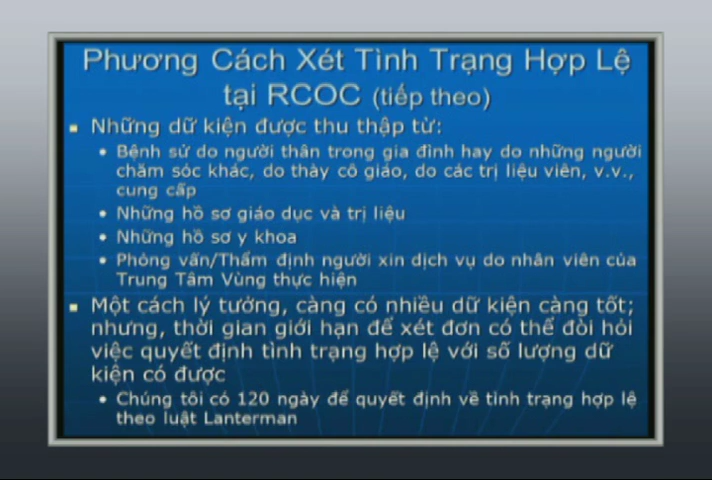 Phương Cách Xét Tình Trạng Hợp Lệ
tại RCOC (tiếp theo)
Những dữ kiện được thu thập từ:
Bệnh sử do người thân trong gia đình hay do những người
chăm sóc khác, do thày cô giáo, do các trị liệu viên, v.v.,
cung cấp
Những hồ sơ giáo dục và trị liệu
Những hồ sơ y khoa
Phỏng vấn/Thẩm định người xin dịch vụ do nhân viên của
Trung Tâm Vùng thực hiện
Một cách lý tưởng, càng có nhiều dữ kiện càng tốt;
nhưng, thời gian giới hạn để xét đơn có thể đòi hỏi
việc quyết định tình trạng hợp lệ với số lượng dữ
kiện có được
Chúng tôi có 120 ngày để quyết định về tình trạng hợp lệ
theo luật Lanterman